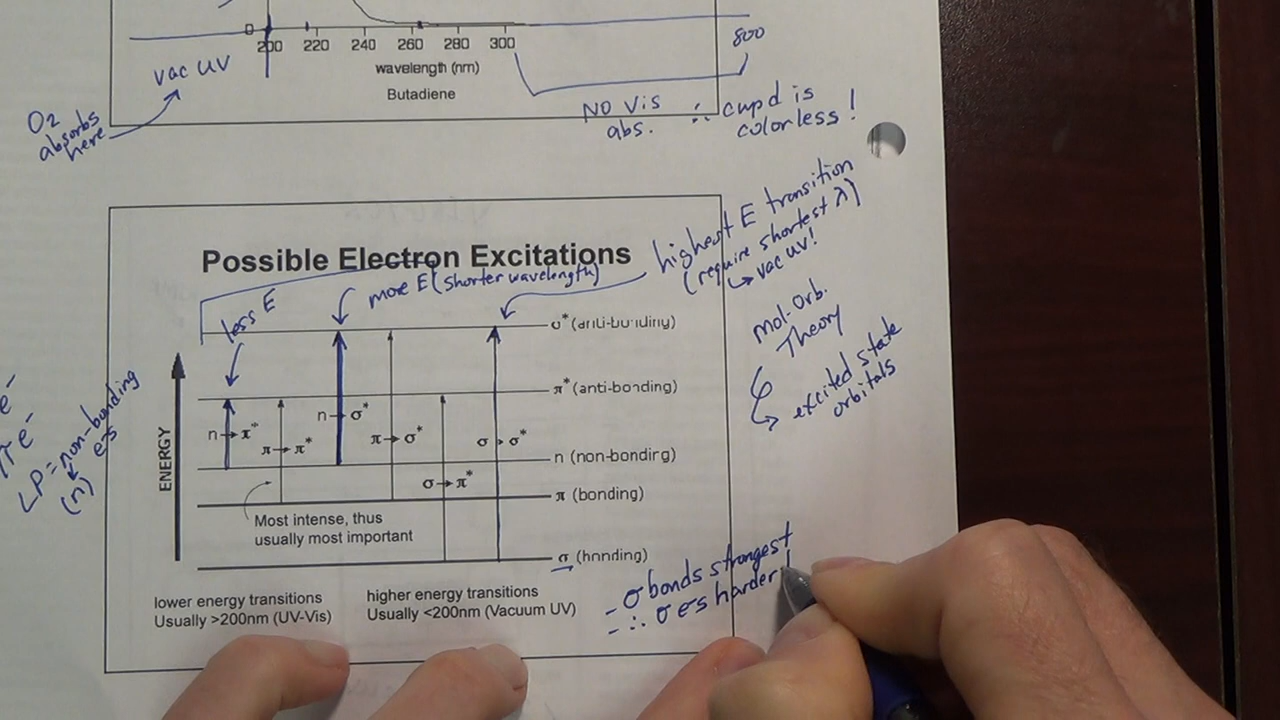 0
200 220 240 260 280 300
800
wavelength (nm)
Butadiene
vac UV
O2
absorbs
here
NO Vis
abs.
∴ cmpd is
colorless!
Possible Electron Excitations
less E
more E (shorter wavelength)
highest E transition
(require shortest λ)
↳ vac uv!
mol. Orb.
Theory
↳ excited state
orbitals
σ* (anti-bonding)
π* (anti-bonding)
n (non-bonding)
π (bonding)
σ (bonding)
ENERGY
n→π*
π→π*
n→σ*
π→σ*
σ→π*
σ→σ*
Most intense, thus
usually most important
lower energy transitions
Usually >200nm (UV-Vis)
higher energy transitions
Usually <200nm (Vacuum UV)
- σ bonds strongest
- ∴ σ e-s harder
e-
π e-
LP = non-bonding
(n) e-s